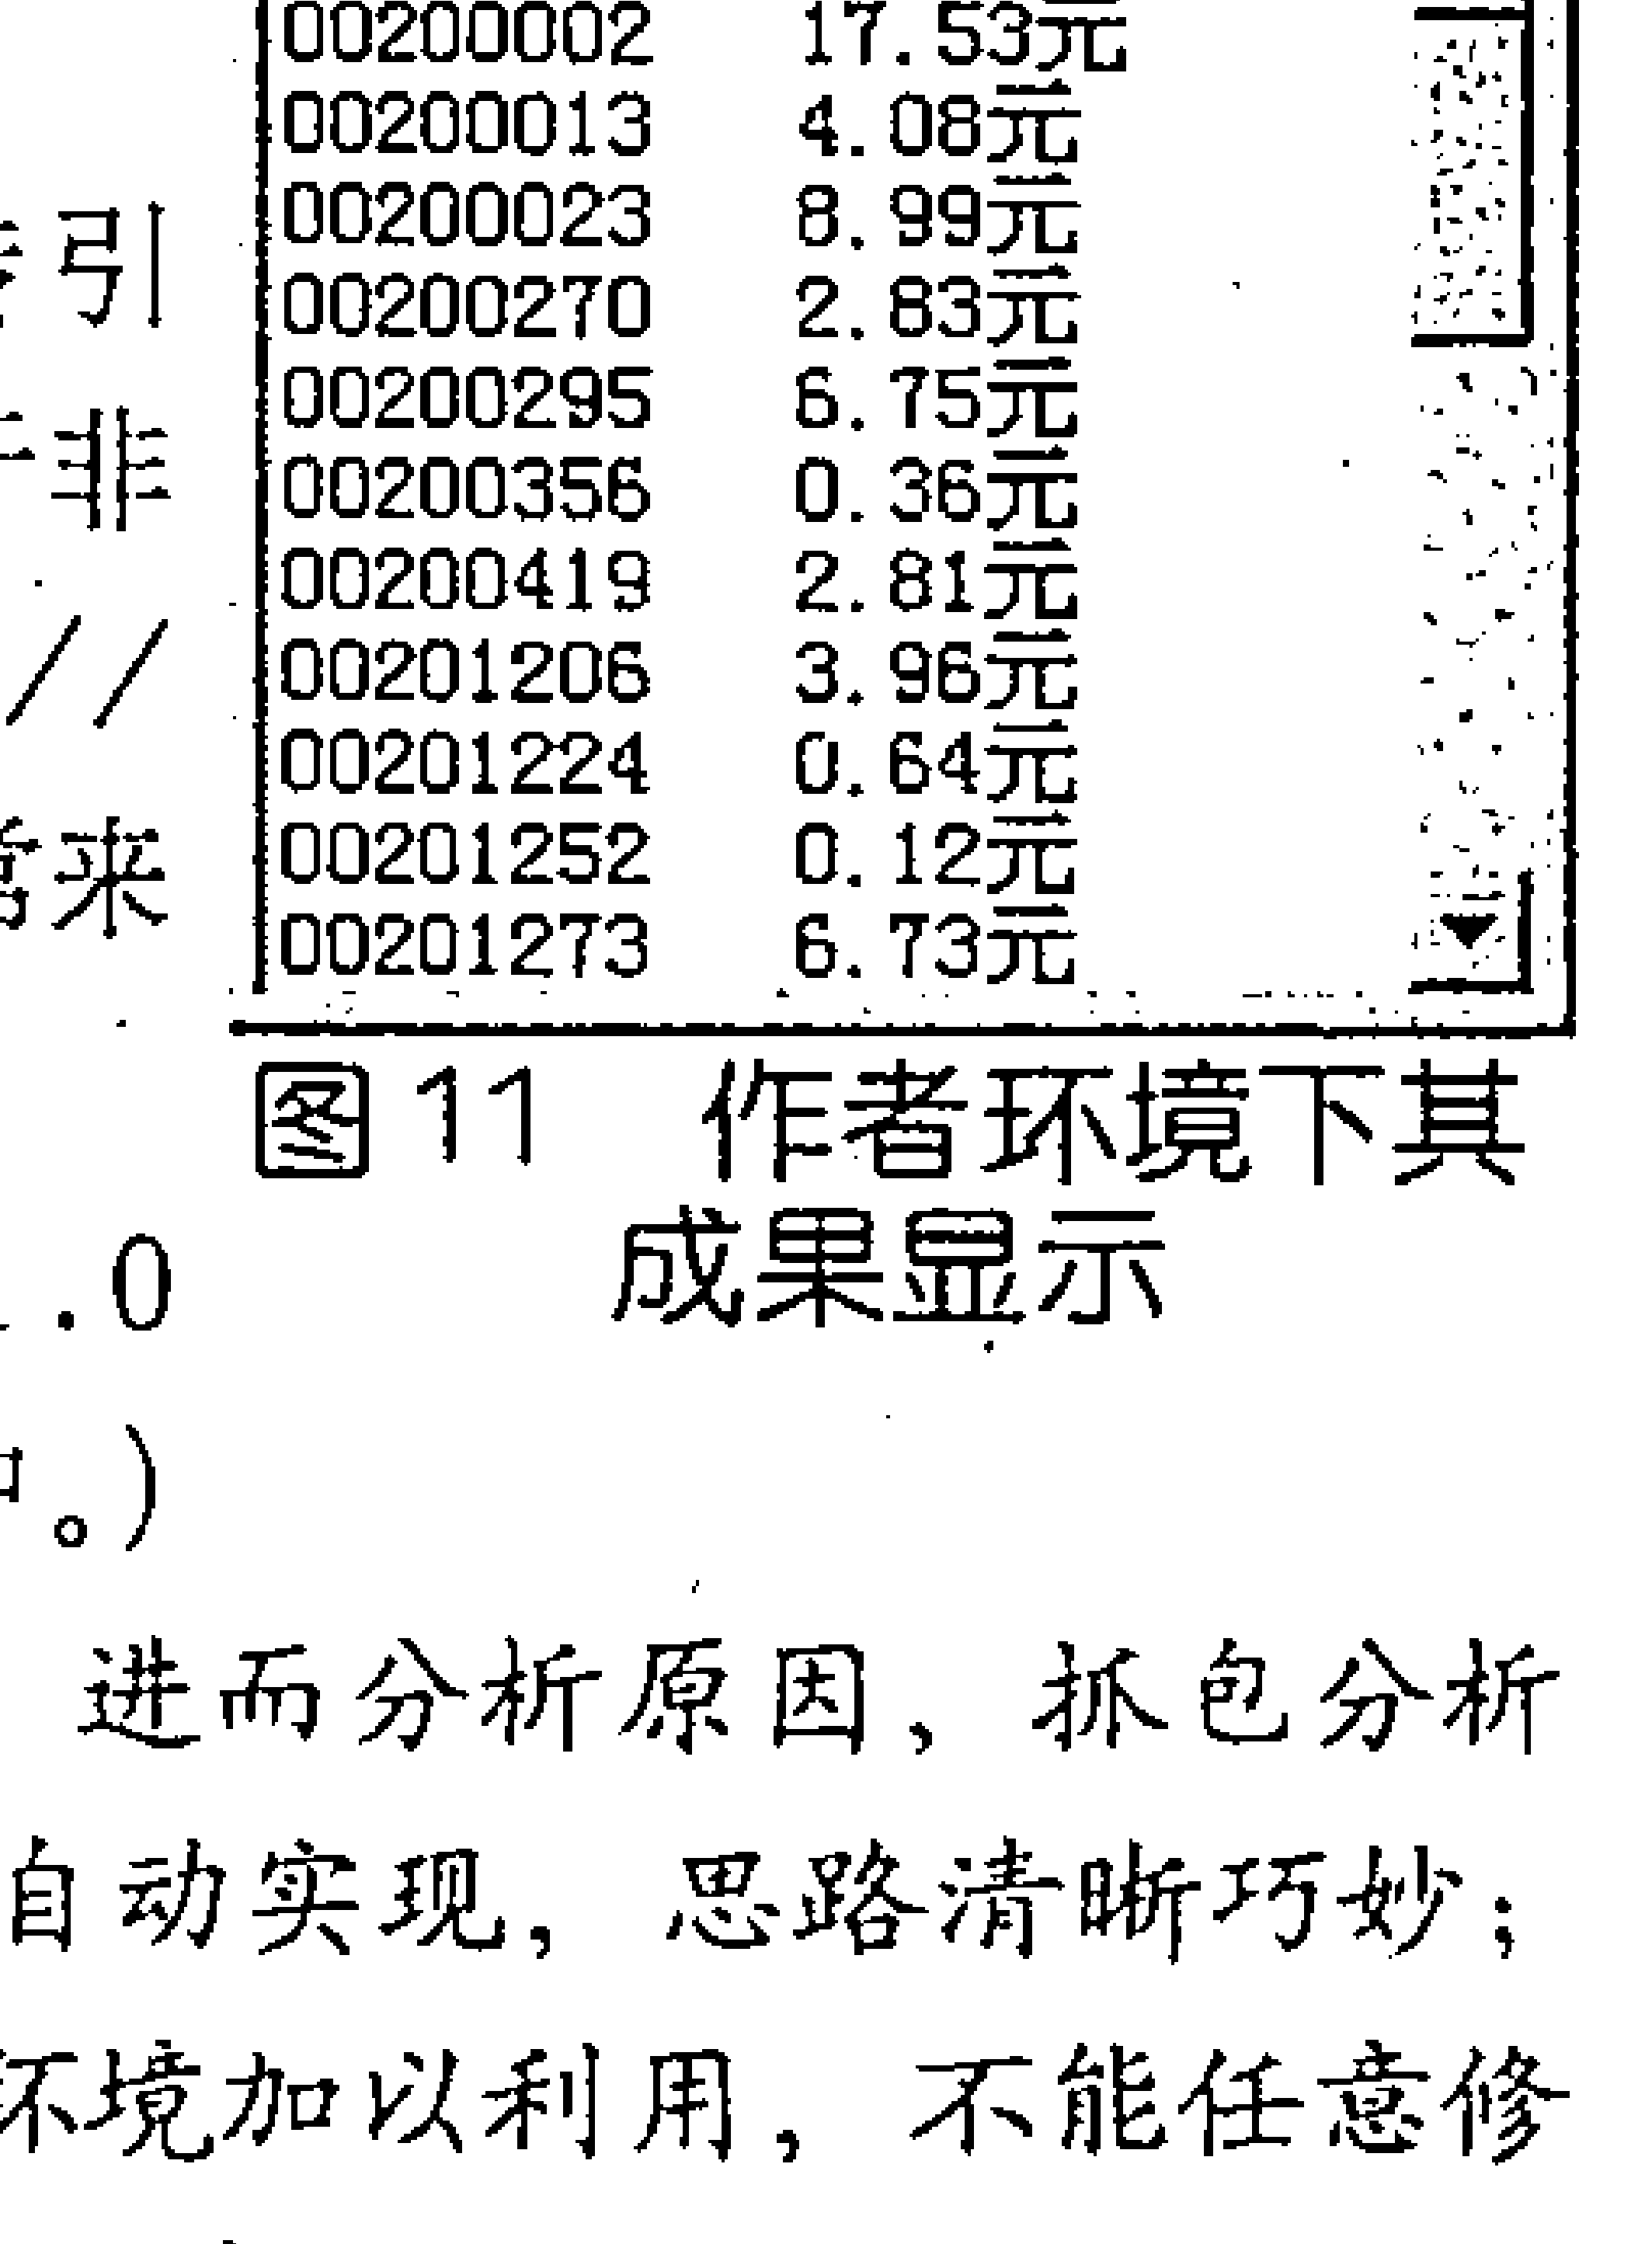 00200002 17.53元
00200013 4.08元
00200023 8.99元
00200270 2.83元
00200295 6.75元
00200356 0.36元
00200419 2.81元
00201206 3.96元
00201224 0.64元
00201252 0.12元
00201273 6.73元
引
非
//
常来
图11 作者环境下其
成果显示
.0
。)
进而分析原因、抓包分析
自动实现, 思路清晰巧妙;
环境加以利用, 不能任意修